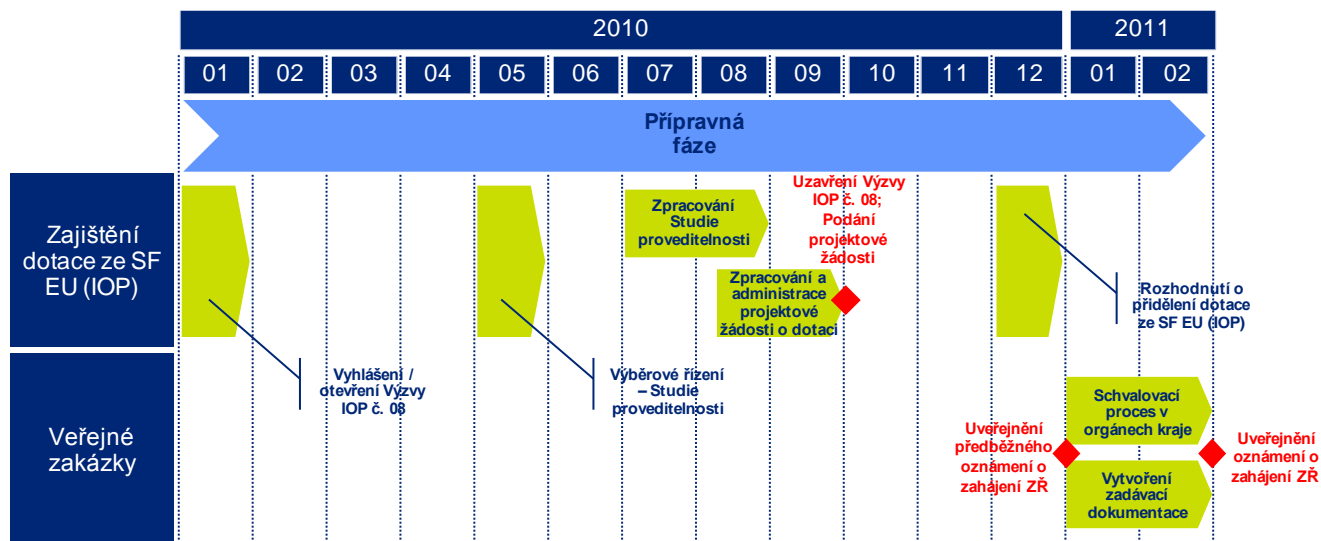 2010
2011
01
02
03
04
05
06
07
08
09
10
11
12
01
02
Přípravná
fáze
Zajištění
dotace ze SF
EU (IOP)
Zpracování
Studie
proveditelnosti
Uzavření Výzvy
IOP č. 08;
Podání
projektové
žádosti
Zpracování a
administrace
projektové
žádosti o dotaci
Rozhodnutí o
přidělení dotace
ze SF EU (IOP)
Vyhlášení /
otevření Výzvy
IOP č. 08
Výběrové řízení
– Studie
proveditelnosti
Veřejné
zakázky
Schvalovací
proces v
orgánech kraje
Uveřejnění
předběžného
oznámení o
zahájení ZŘ
Uveřejnění
oznámení o
zahájení ZŘ
Vytvoření
zadávací
dokumentace